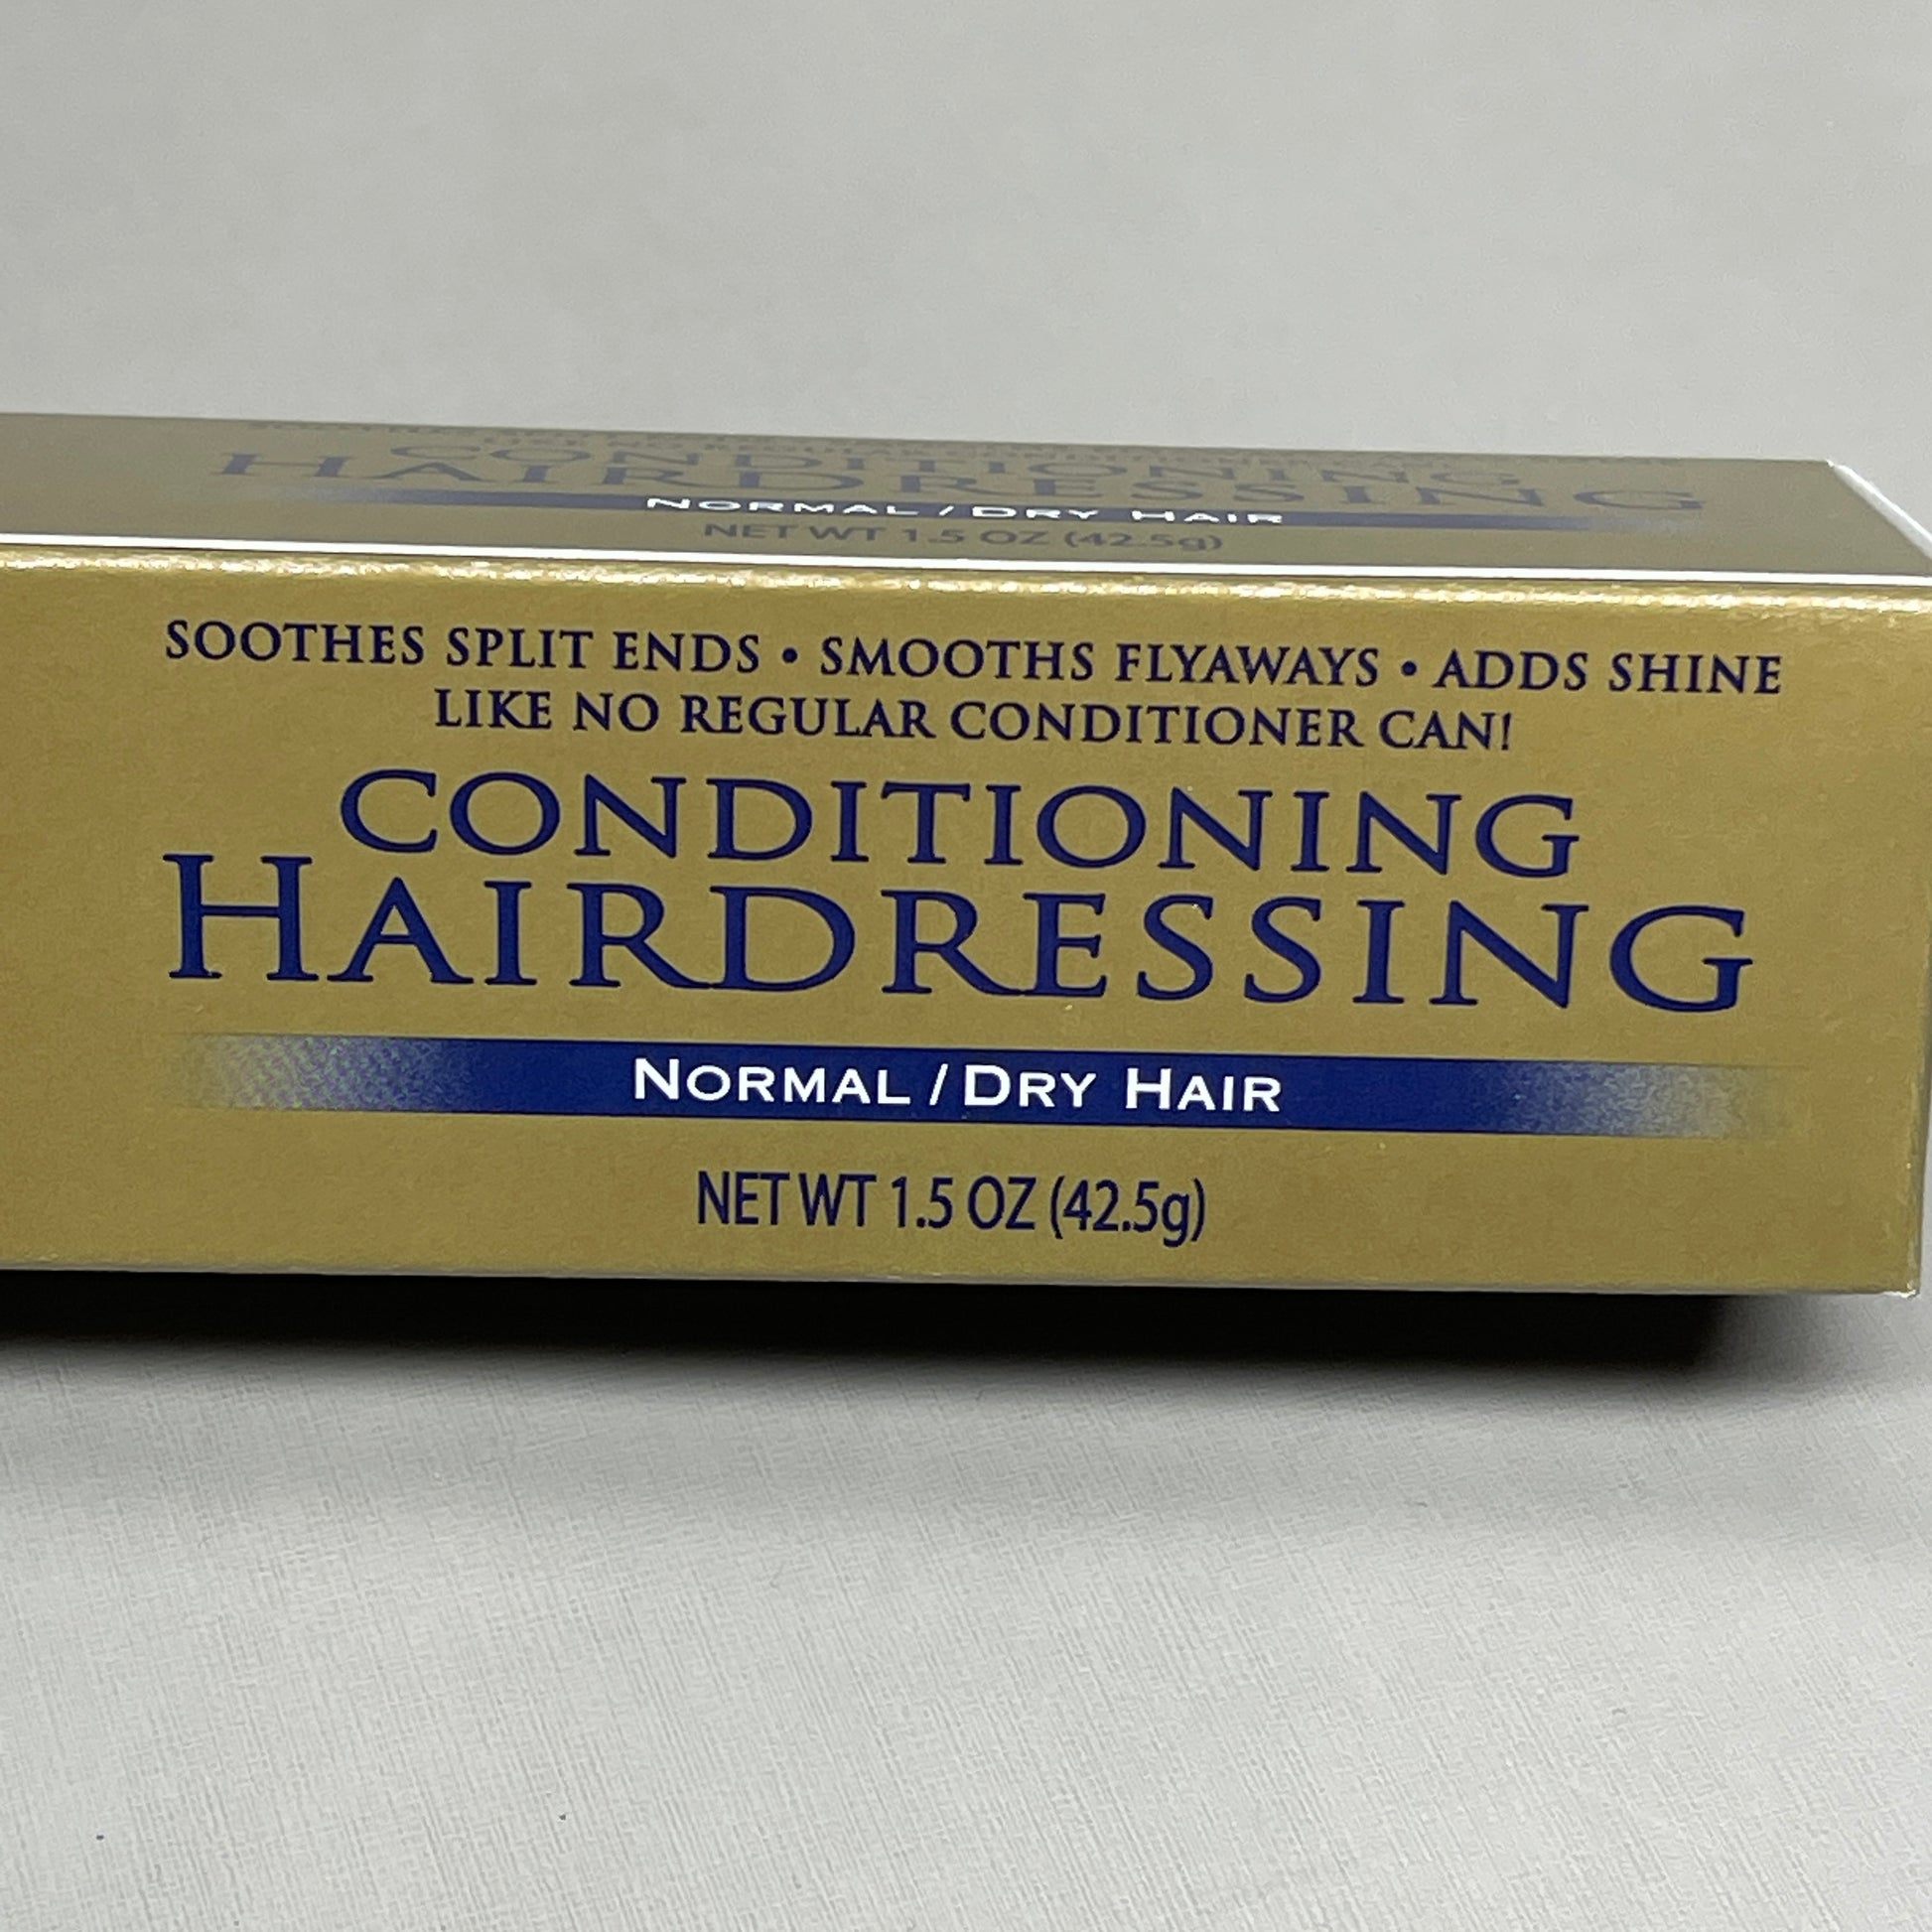 CONDITIONING
HAIRDRESSING
NORMAL / DRY HAIR
NET WT 1.5 OZ (42.5g)
SOOTHES SPLIT ENDS • SMOOTHS FLYAWAYS • ADDS SHINE
LIKE NO REGULAR CONDITIONER CAN!
CONDITIONING
HAIRDRESSING
NORMAL / DRY HAIR
NET WT 1.5 OZ (42.5g)